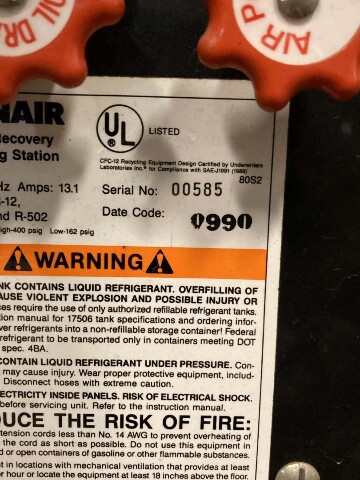 OIL DR
AIR P
NAIR
UL
LISTED
Recovery
g Station
CFC-12 Recycling Equipment Design Certified by Underwriters
Laboratories Inc.® for Compliance with SAE-J1991 (1989)
80S2
Hz Amps: 13.1
Serial No: 00585
-12,
nd R-502
Date Code: 0990
High-400 psig Low-162 psig
WARNING
NK CONTAINS LIQUID REFRIGERANT. OVERFILLING OF
AUSE VIOLENT EXPLOSION AND POSSIBLE INJURY OR
ces require the use of only authorized refillable refrigerant tanks.
tion manual for 17506 tank specifications and ordering infor-
ver refrigerants into a non-refillable storage container! Federal
refrigerant to be transported only in containers meeting DOT
spec. 4BA.
CONTAIN LIQUID REFRIGERANT UNDER PRESSURE. Con-
may cause injury. Wear proper protective equipment, includ-
Disconnect hoses with extreme caution.
ECTRICITY INSIDE PANELS. RISK OF ELECTRICAL SHOCK.
before servicing unit. Refer to the instruction manual.
DUCE THE RISK OF FIRE:
tension cords less than No. 14 AWG to prevent overheating of
the cord as short as possible. Do not use this equipment in
d or open containers of gasoline or other flammable substances.
nt in locations with mechanical ventilation that provides at least
r hour or locate the equipment at least 18 inches above the floor.